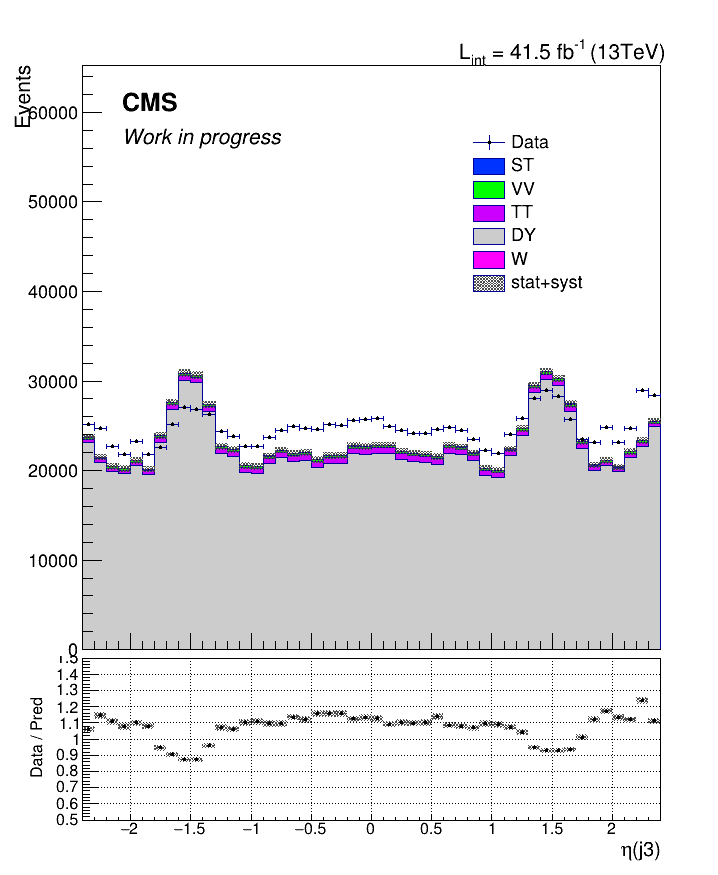 L_int = 41.5 fb^-1 (13TeV)
Events
CMS
Work in progress
Data
ST
VV
TT
DY
W
stat+syst
60000
50000
40000
30000
20000
10000
0
Data / Pred
1.5
1.4
1.3
1.2
1.1
1
0.9
0.8
0.7
0.6
0.5
−2 −1.5 −1 −0.5 0 0.5 1 1.5 2
η(j3)